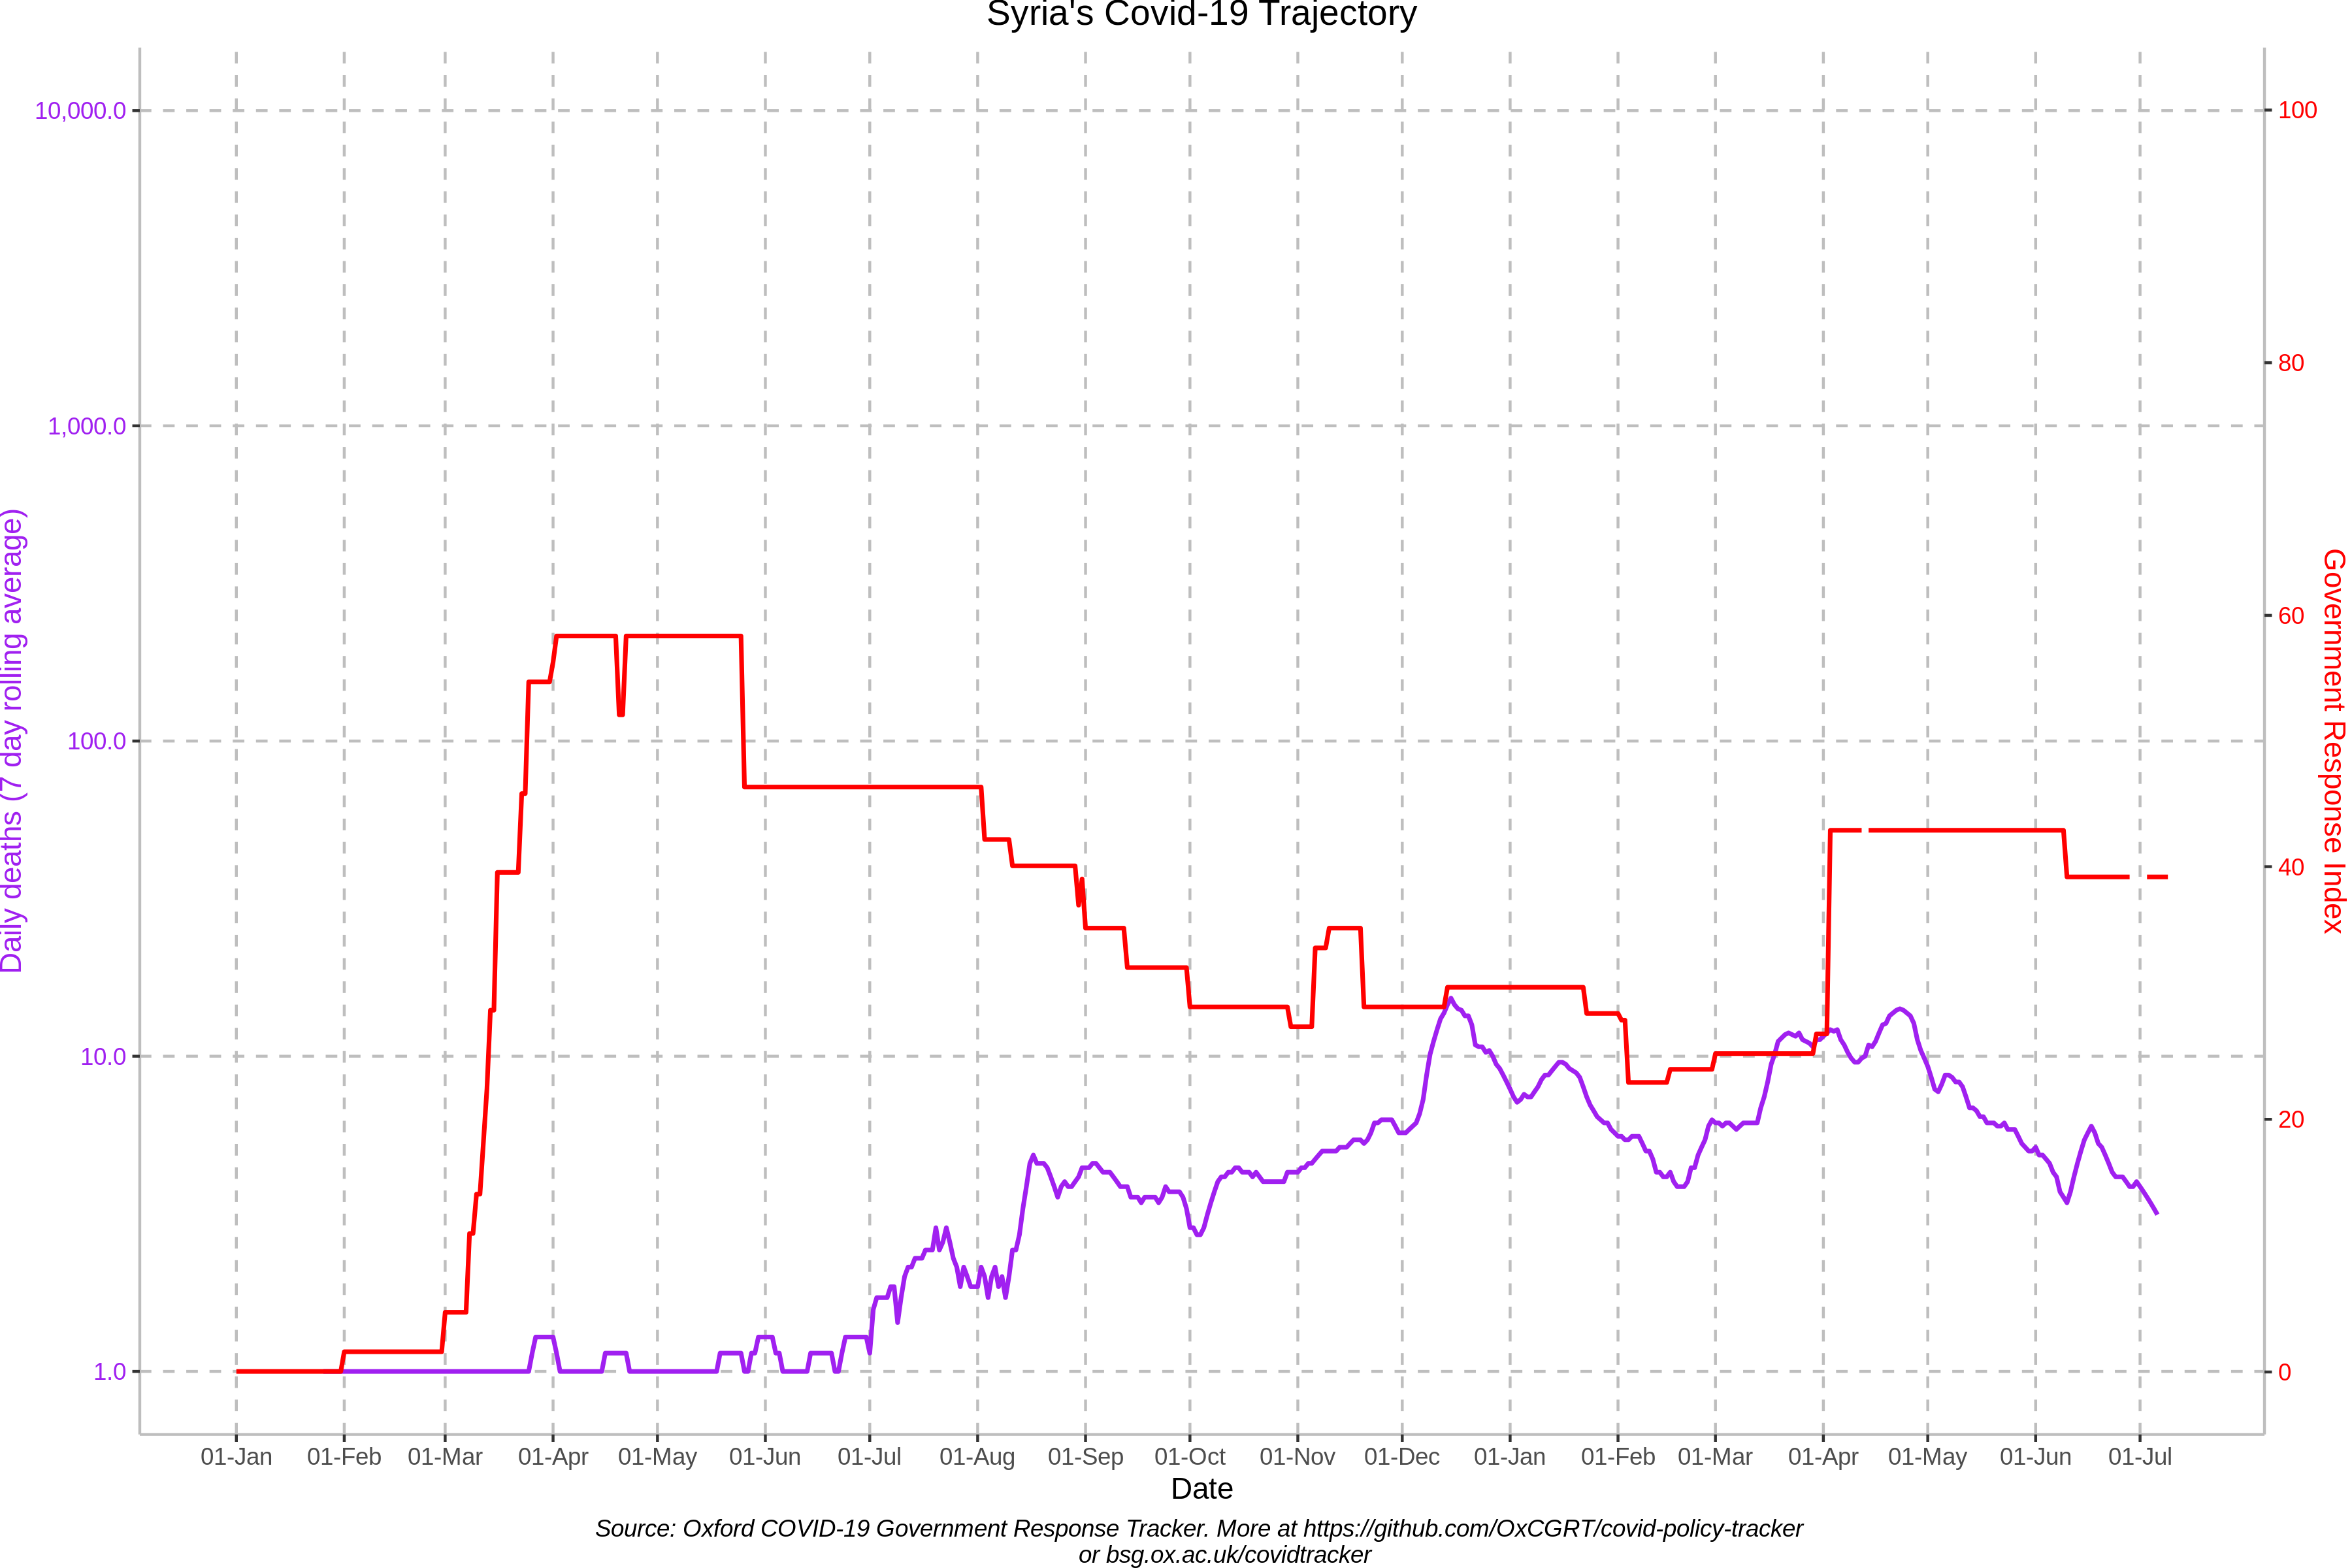 Syria's Covid-19 Trajectory
10,000.0
1,000.0
100.0
10.0
1.0
Daily deaths (7 day rolling average)
100
80
60
40
20
0
Government Response Index
01-Jan 01-Feb 01-Mar 01-Apr 01-May 01-Jun 01-Jul 01-Aug 01-Sep 01-Oct 01-Nov 01-Dec 01-Jan 01-Feb 01-Mar 01-Apr 01-May 01-Jun 01-Jul
Date
Source: Oxford COVID-19 Government Response Tracker. More at https://github.com/OxCGRT/covid-policy-tracker
or bsg.ox.ac.uk/covidtracker